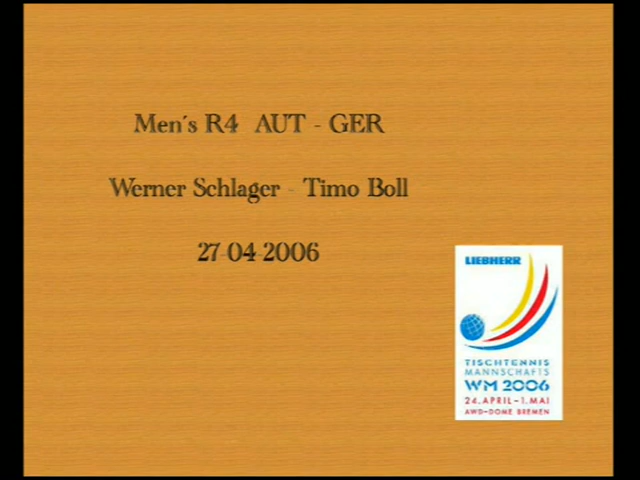 Men's R4 AUT - GER
Werner Schlager - Timo Boll
27-04-2006
LIEBHERR
TISCHTENNIS
MANNSCHAFTS
WM 2006
24.APRIL-1.MAI
AWD-DOME BREMEN